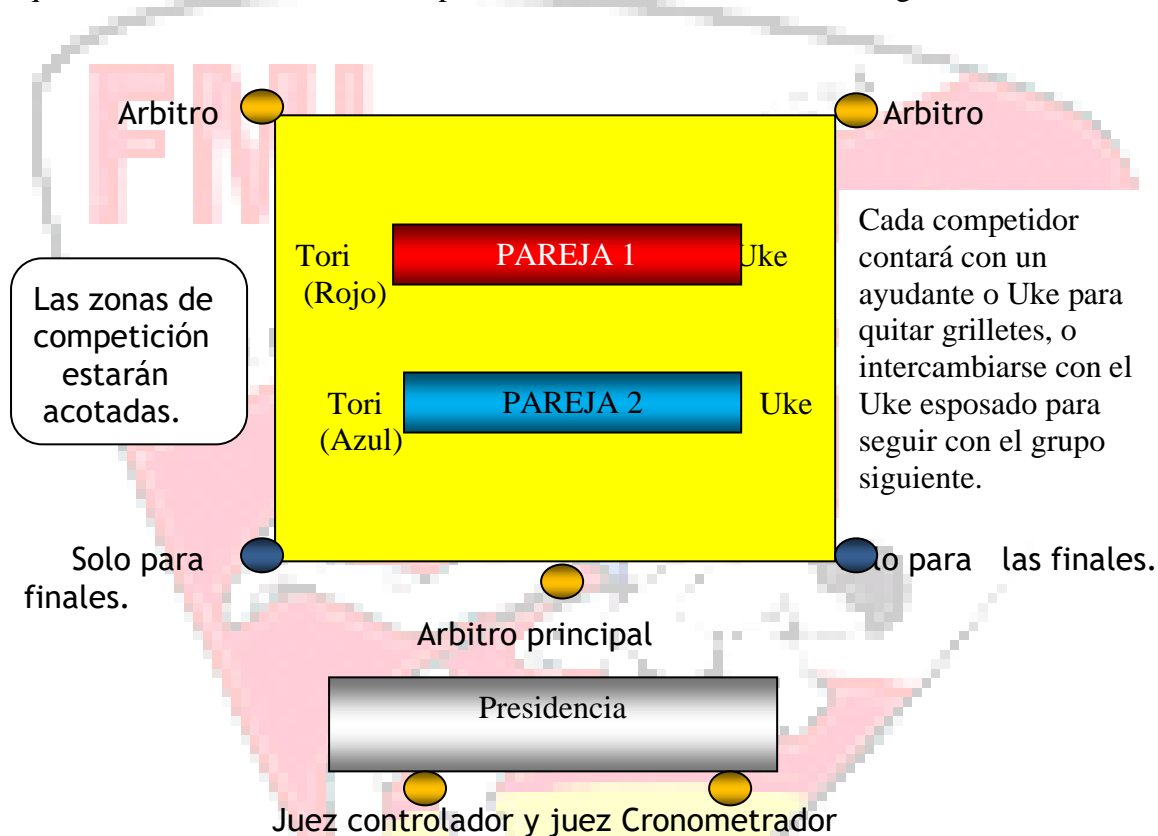 Arbitro Arbitro
Tori PAREJA 1 Uke
(Rojo)
Las zonas de
competición
estarán
acotadas.
Cada competidor
contará con un
ayudante o Uke para
quitar grilletes, o
intercambiarse con el
Uke esposado para
seguir con el grupo
siguiente.
Tori PAREJA 2 Uke
(Azul)
Solo para
finales.
lo para las finales.
Arbitro principal
Presidencia
Juez controlador y juez Cronometrador